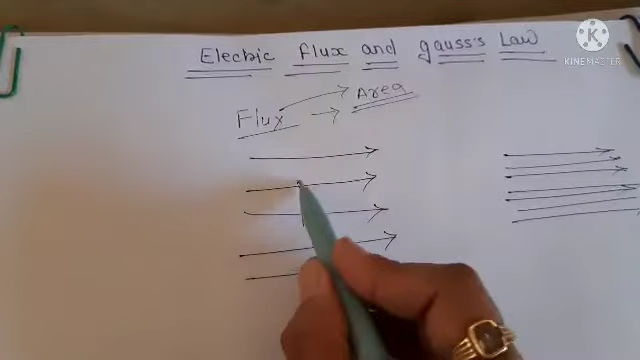 Electric flux and gauss's Law
Flux → Area
K
KINEMASTER